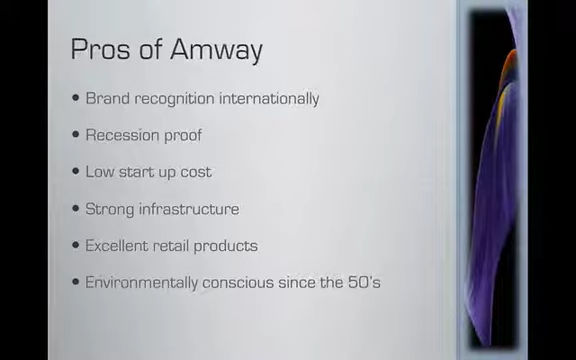 Pros of Amway
• Brand recognition internationally
• Recession proof
• Low start up cost
• Strong infrastructure
• Excellent retail products
• Environmentally conscious since the 50's